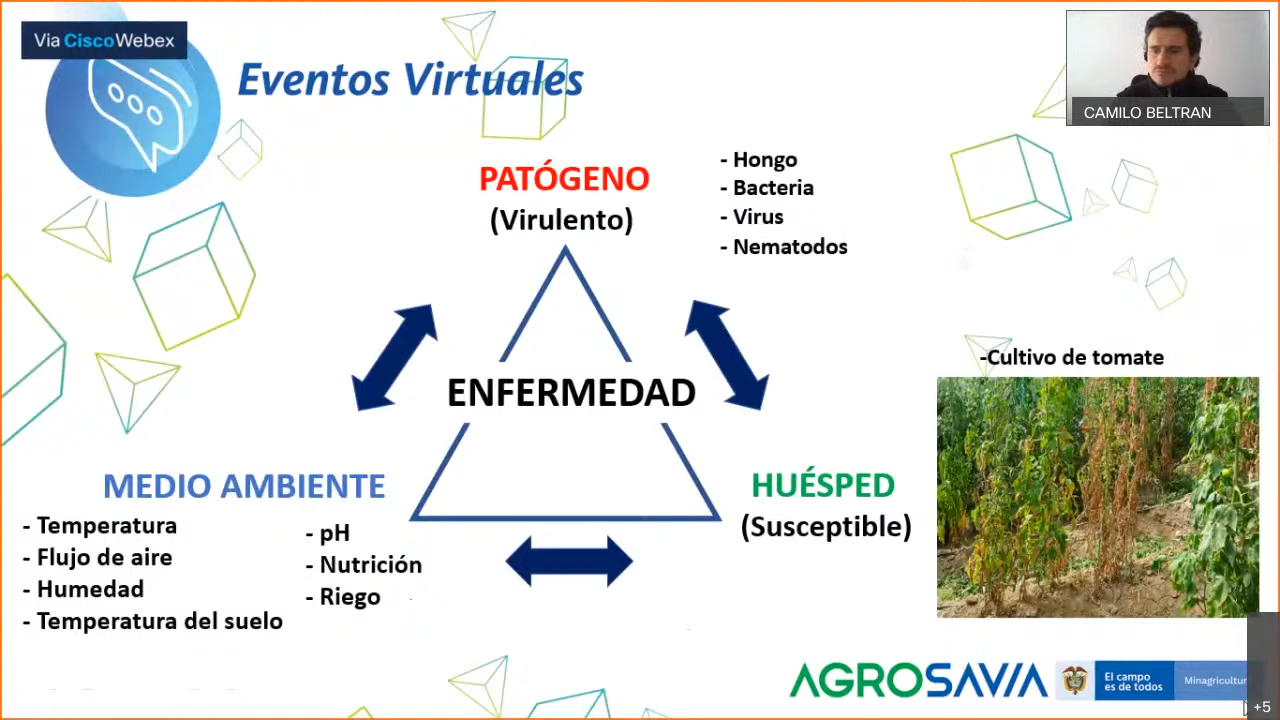 Via CiscoWebex
Eventos Virtuales
CAMILO BELTRAN
PATÓGENO
(Virulento)
- Hongo
- Bacteria
- Virus
- Nematodos
-Cultivo de tomate
ENFERMEDAD
MEDIO AMBIENTE
- Temperatura
- Flujo de aire
- Humedad
- Temperatura del suelo
- pH
- Nutrición
- Riego
HUÉSPED
(Susceptible)
AGROSAVIA
El campo
es de todos
Minagricultur
+5